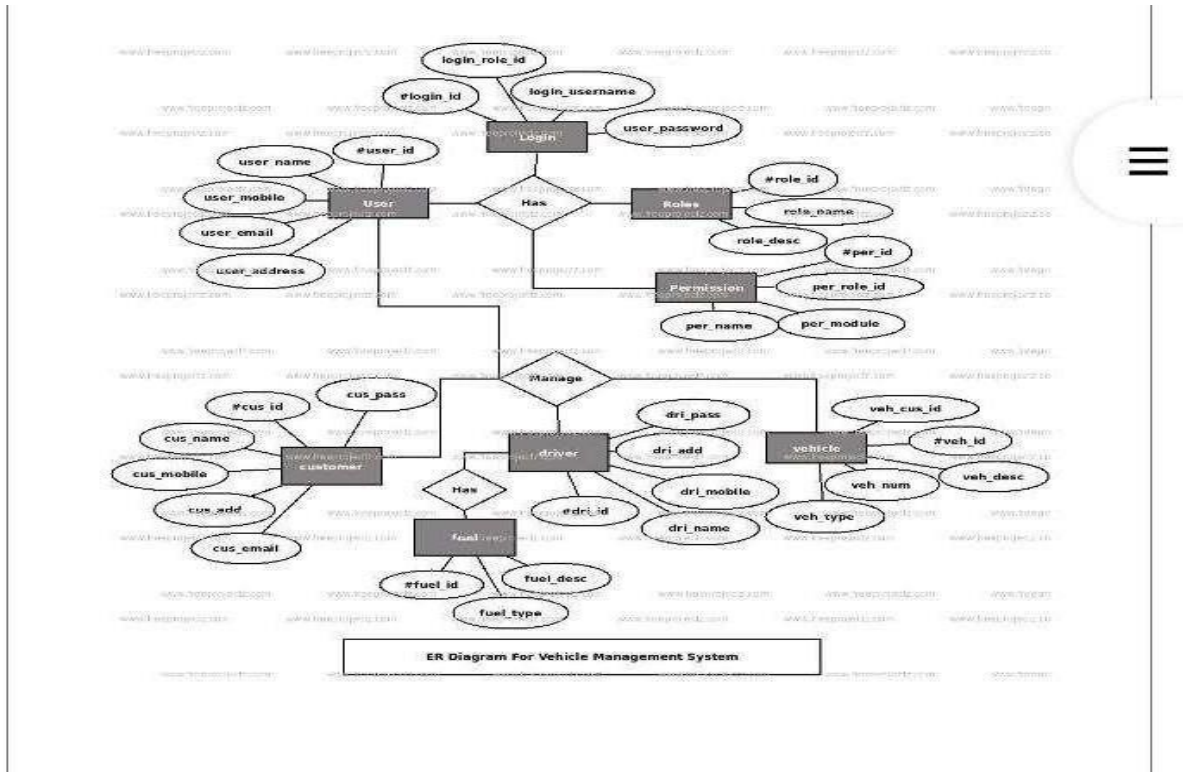 login_role_id
#login_id
login_username
user_password
Login
#user_id
user_name
user_mobile
user_email
user_address
User
Has
Roles
#role_id
role_name
role_desc
#per_id
Permission
per_role_id
per_name
per_module
Manage
cus_pass
#cus_id
cus_name
cus_mobile
cus_add
cus_email
customer
Has
driver
dri_pass
dri_add
dri_mobile
dri_name
#dri_id
vehicle
veh_cus_id
#veh_id
veh_desc
veh_num
veh_type
fuel
#fuel_id
fuel_type
fuel_desc
ER Diagram For Vehicle Management System